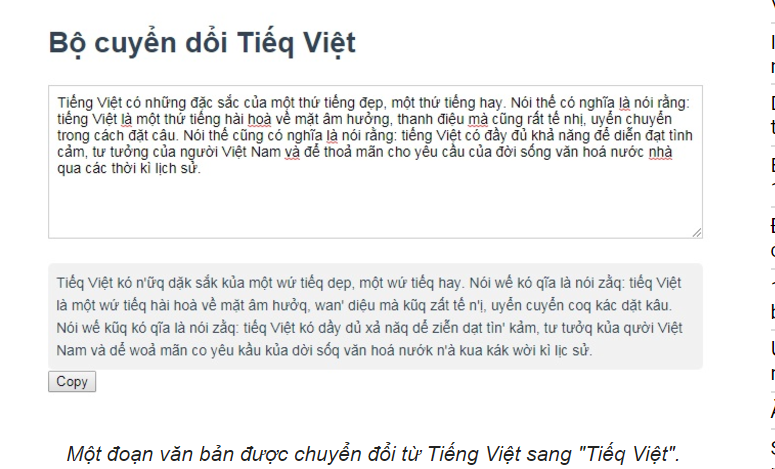 Bộ cuyển dổi Tiếq Việt
Tiếng Việt có những đặc sắc của một thứ tiếng đẹp, một thứ tiếng hay. Nói thế có nghĩa là nói rằng:
tiếng Việt là một thứ tiếng hài hoà về mặt âm hưởng, thanh điệu mà cũng rất tế nhị, uyển chuyển
trong cách đặt câu. Nói thế cũng có nghĩa là nói rằng: tiếng Việt có đầy đủ khả năng để diễn đạt tình
cảm, tư tưởng của người Việt Nam và để thoả mãn cho yêu cầu của đời sống văn hoá nước nhà
qua các thời kì lịch sử.
Tiếq Việt kó n'ữq dặk sắk kủa một wứ tiếq dẹp, một wứ tiếq hay. Nói wế kó qĩa là nói zằq: tiếq Việt
là một wứ tiếq hài hoà về mặt âm hưởq, wan' diệu mà kũq zất tế n'ị, uyển cuyển coq kác dặt kâu.
Nói wế kũq kó qĩa là nói zằq: tiếq Việt kó dầy dủ xả năq dể ziễn dạt tìn' kảm, tư tưởq kủa qười Việt
Nam và dể woả mãn co yêu kầu kủa dời sốq văn hoá nướk n'à kua kák wời kì lịc sử.
Copy
Một đoạn văn bản được chuyển đổi từ Tiếng Việt sang "Tiếq Việt".